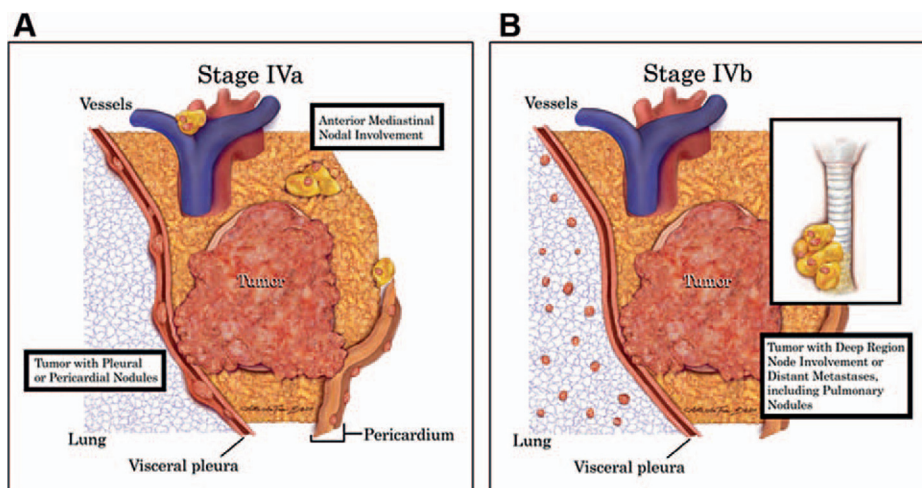 A
Stage IVa
Vessels
Anterior Mediastinal
Nodal Involvement
Tumor
Tumor with Pleural
or Pericardial Nodules
Lung
Visceral pleura
Pericardium
B
Stage IVb
Vessels
Tumor
Tumor with Deep Region
Node Involvement or
Distant Metastases,
including Pulmonary
Nodules
Lung
Visceral pleura